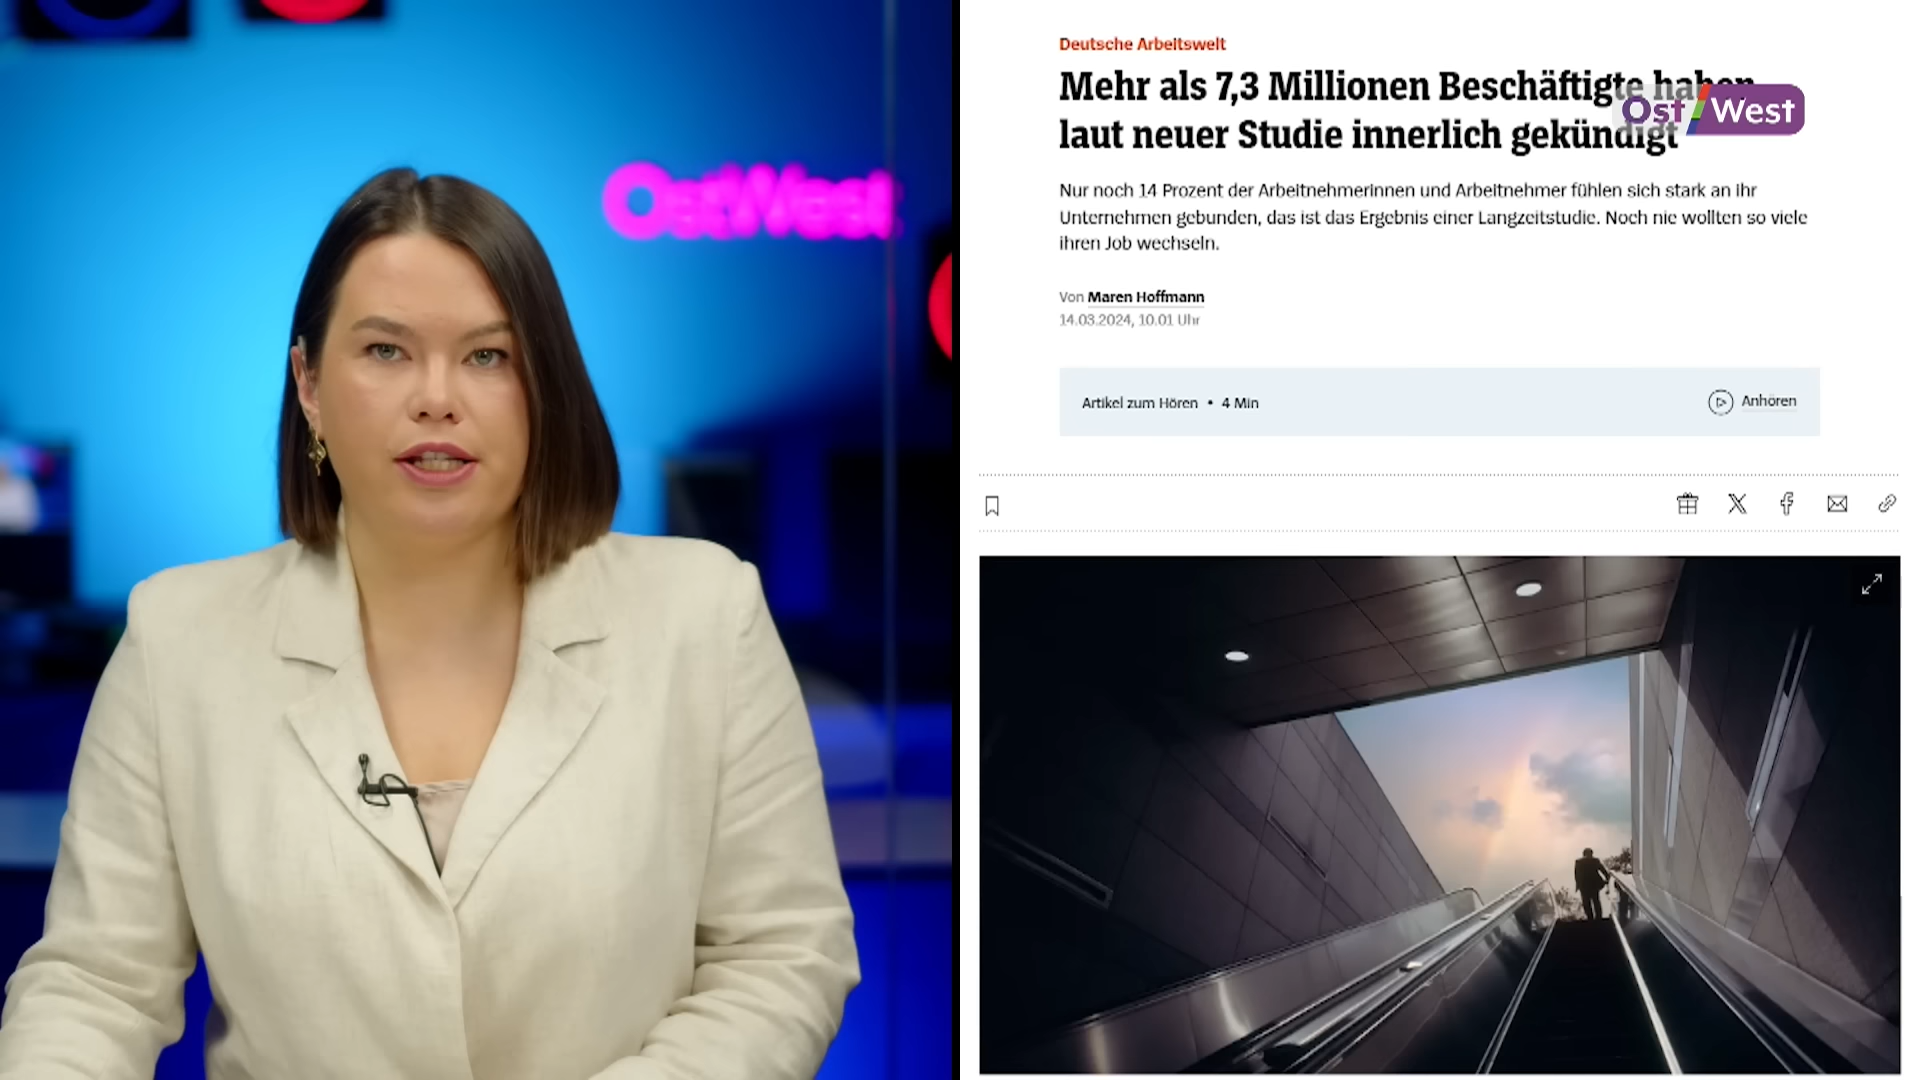 OstWest
Deutsche Arbeitswelt
Mehr als 7,3 Millionen Beschäftigte haben
laut neuer Studie innerlich gekündigt
Ost/West
Nur noch 14 Prozent der Arbeitnehmerinnen und Arbeitnehmer fühlen sich stark an ihr
Unternehmen gebunden, das ist das Ergebnis einer Langzeitstudie. Noch nie wollten so viele
ihren Job wechseln.
Von Maren Hoffmann
14.03.2024, 10.01 Uhr
Artikel zum Hören • 4 Min
Anhören